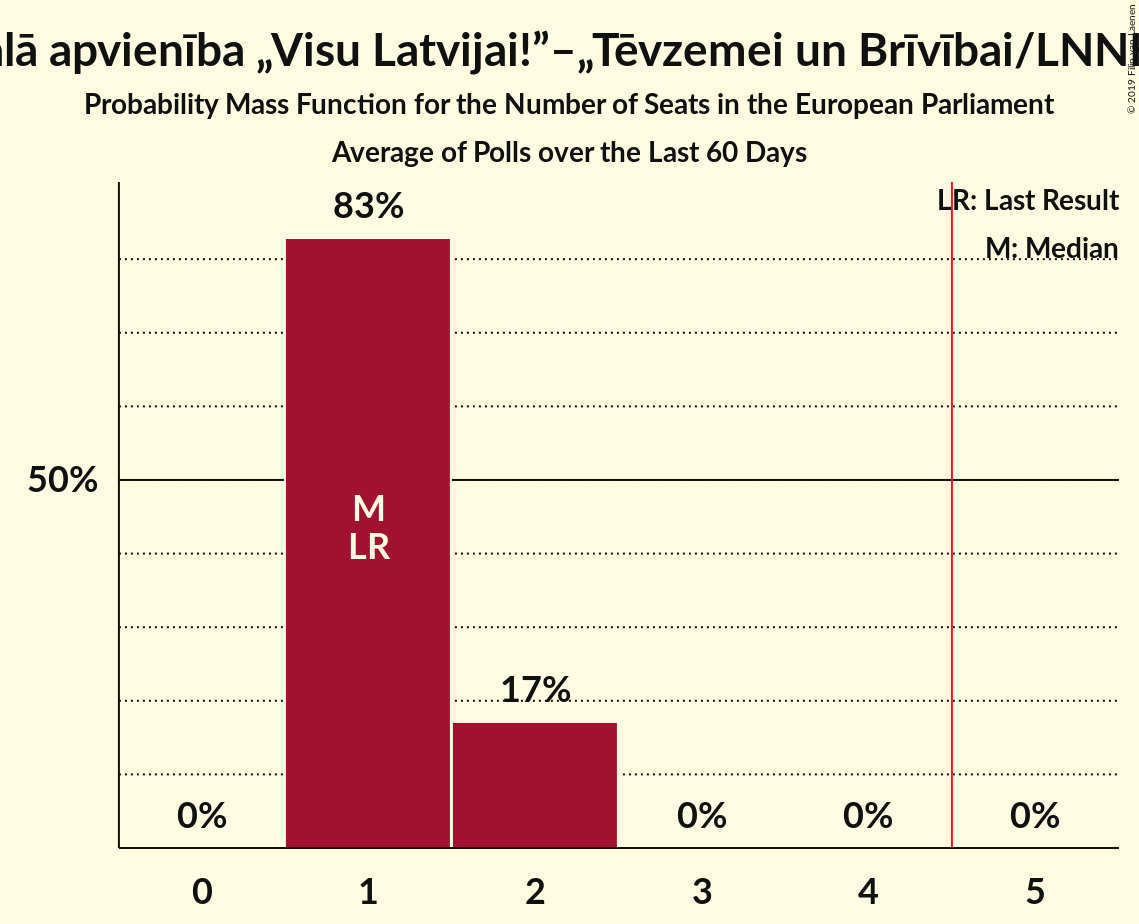 lā apvienība „Visu Latvijai!”–„Tēvzemei un Brīvībai/LNN
Probability Mass Function for the Number of Seats in the European Parliament
Average of Polls over the Last 60 Days
© 2019 Filip van Laenen
LR: Last Result
M: Median
83%
50%
M
LR
17%
0%
0%
0%
0%
0 1 2 3 4 5